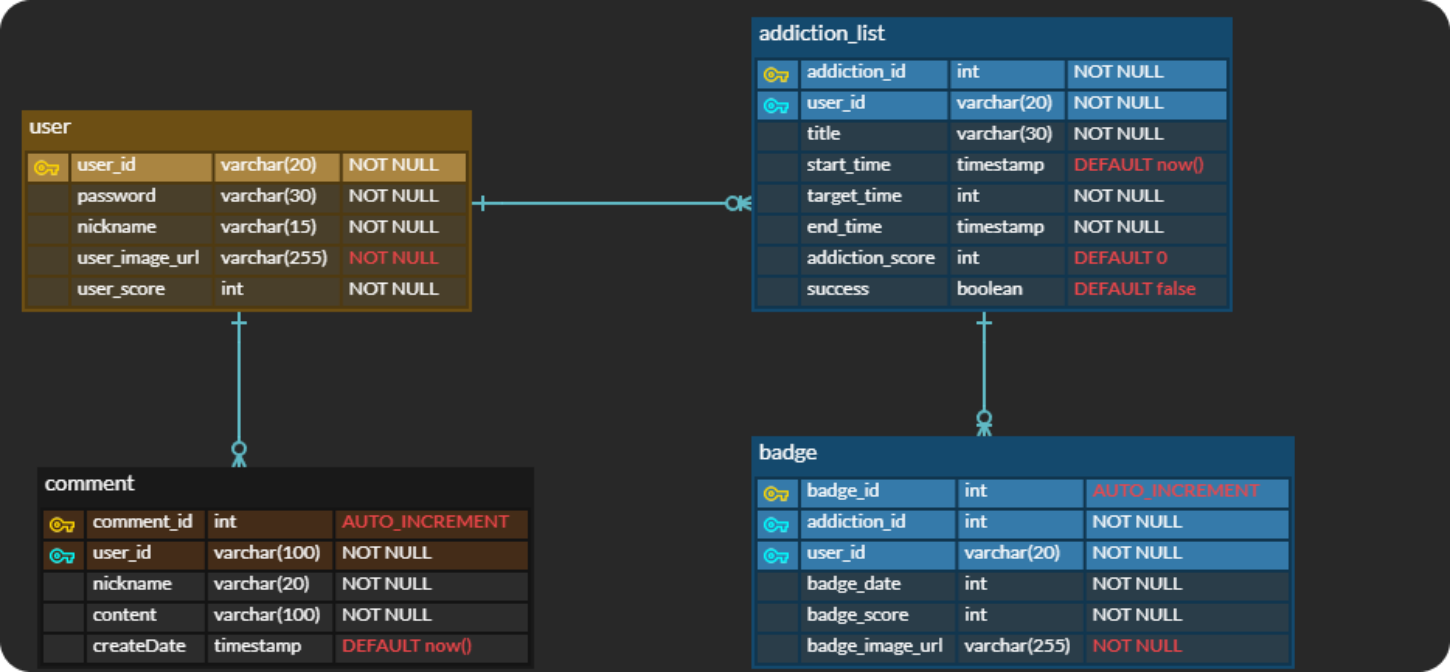 user
user_id varchar(20) NOT NULL
password varchar(30) NOT NULL
nickname varchar(15) NOT NULL
user_image_url varchar(255) NOT NULL
user_score int NOT NULL
addiction_list
addiction_id int NOT NULL
user_id varchar(20) NOT NULL
title varchar(30) NOT NULL
start_time timestamp DEFAULT now()
target_time int NOT NULL
end_time timestamp NOT NULL
addiction_score int DEFAULT 0
success boolean DEFAULT false
comment
comment_id int AUTO_INCREMENT
user_id varchar(100) NOT NULL
nickname varchar(20) NOT NULL
content varchar(100) NOT NULL
createDate timestamp DEFAULT now()
badge
badge_id int AUTO_INCREMENT
addiction_id int NOT NULL
user_id varchar(20) NOT NULL
badge_date int NOT NULL
badge_score int NOT NULL
badge_image_url varchar(255) NOT NULL